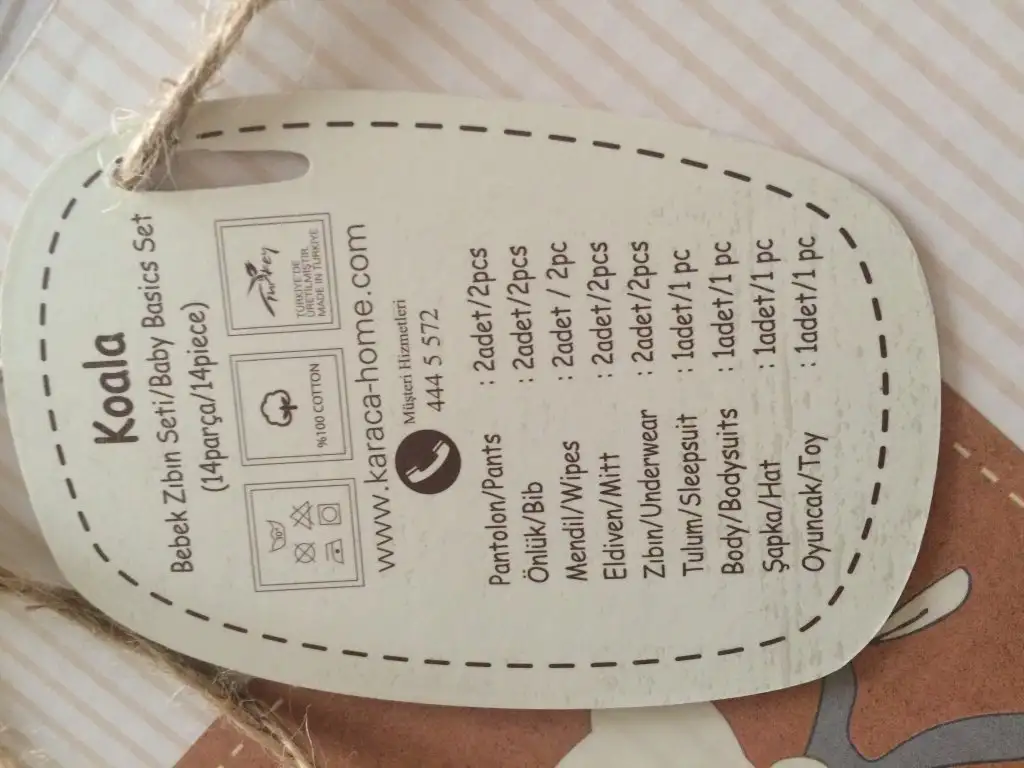 Koala
Bebek Zıbın Seti/Baby Basics Set
(14parça/14piece)
%100 COTTON
Turkey
TÜRKİYE'DE
ÜRETİLMİŞTİR
MADE IN TÜRKİYE
www.karaca-home.com
Müşteri Hizmetleri
444 5 572
Pantolon/Pants : 2adet/2pcs
Önlük/Bib : 2adet/2pcs
Mendil/Wipes : 2adet / 2pc
Eldiven/Mitt : 2adet/2pcs
Zıbın/Underwear : 2adet/2pcs
Tulum/Sleepsuit : 1adet/1 pc
Body/Bodysuits : 1adet/1 pc
Şapka/Hat : 1adet/1 pc
Oyuncak/Toy : 1adet/1 pc